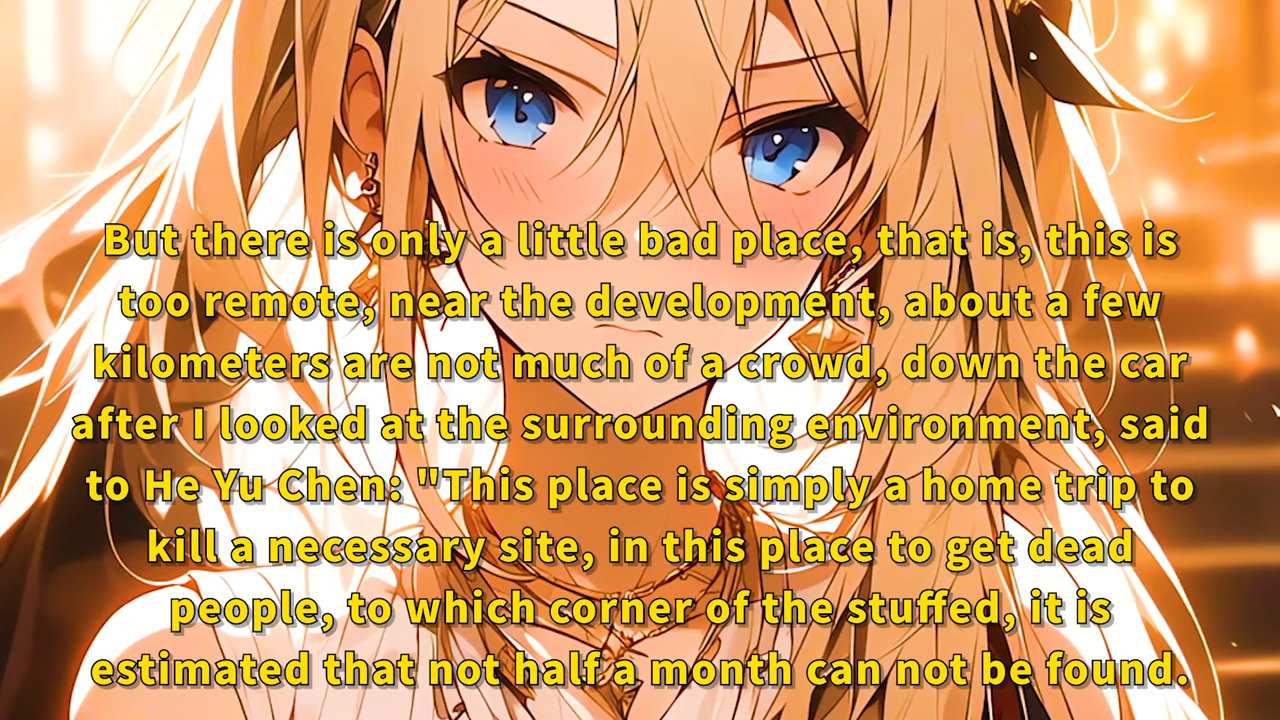 But there is only a little bad place, that is, this is
too remote, near the development, about a few
kilometers are not much of a crowd, down the car
after I looked at the surrounding environment, said
to He Yu Chen: "This place is simply a home trip to
kill a necessary site, in this place to get dead
people, to which corner of the stuffed, it is
estimated that not half a month can not be found.